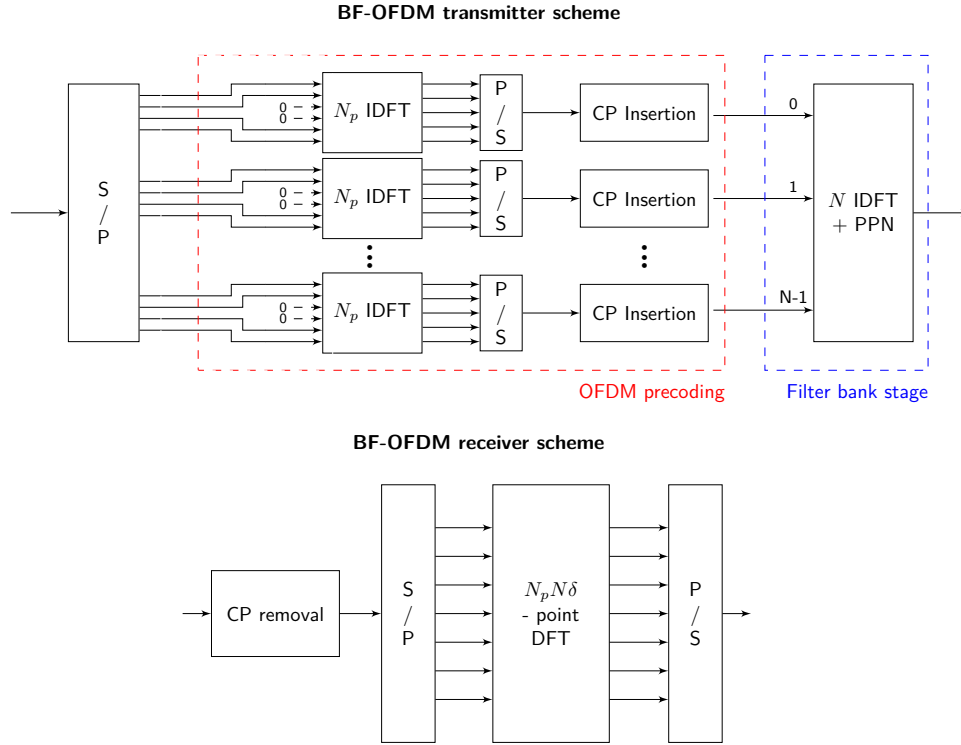 BF-OFDM transmitter scheme
S
/
P
0
0
N_p IDFT
P
/
S
CP Insertion
0
0
0
N_p IDFT
P
/
S
CP Insertion
1
0
0
N_p IDFT
P
/
S
CP Insertion
N-1
N IDFT
+ PPN
OFDM precoding
Filter bank stage
BF-OFDM receiver scheme
CP removal
S
/
P
N_pNδ
- point
DFT
P
/
S